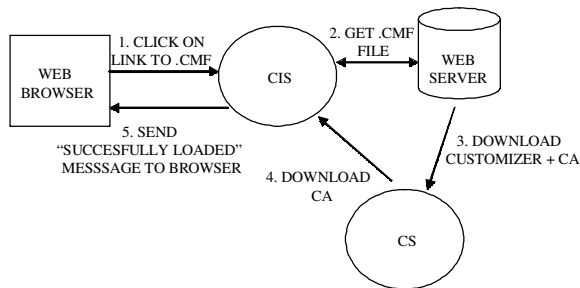 1. CLICK ON
LINK TO .CMF
WEB
BROWSER
CIS
2. GET .CMF
FILE
WEB
SERVER
5. SEND
“SUCCESFULLY LOADED”
MESSSAGE TO BROWSER
3. DOWNLOAD
CUSTOMIZER + CA
4. DOWNLOAD
CA
CS